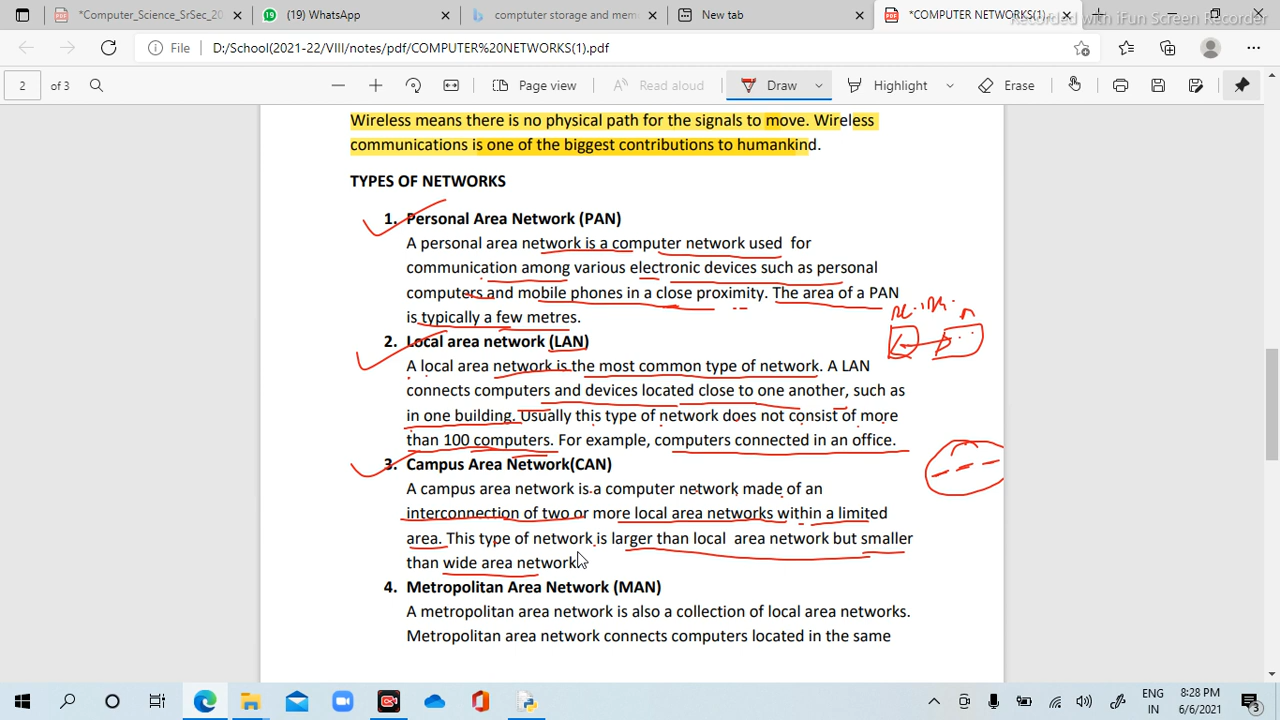 *Computer_Science_SrSec_20
(19) WhatsApp
computer storage and mem
New tab
*COMPUTER NETWORKS(1).p
Recorded with iFun Screen Recorder
File
D:/School(2021-22/VIII/notes/pdf/COMPUTER%20NETWORKS(1).pdf
2 of 3
Page view
Read aloud
Draw
Highlight
Erase
Wireless means there is no physical path for the signals to move. Wireless
communications is one of the biggest contributions to humankind.
TYPES OF NETWORKS
1. Personal Area Network (PAN)
A personal area network is a computer network used for
communication among various electronic devices such as personal
computers and mobile phones in a close proximity. The area of a PAN
is typically a few metres.
2. Local area network (LAN)
A local area network is the most common type of network. A LAN
connects computers and devices located close to one another, such as
in one building. Usually this type of network does not consist of more
than 100 computers. For example, computers connected in an office.
3. Campus Area Network(CAN)
A campus area network is a computer network made of an
interconnection of two or more local area networks within a limited
area. This type of network is larger than local area network but smaller
than wide area network
4. Metropolitan Area Network (MAN)
A metropolitan area network is also a collection of local area networks.
Metropolitan area network connects computers located in the same
ENG
IN
8:28 PM
6/6/2021
3